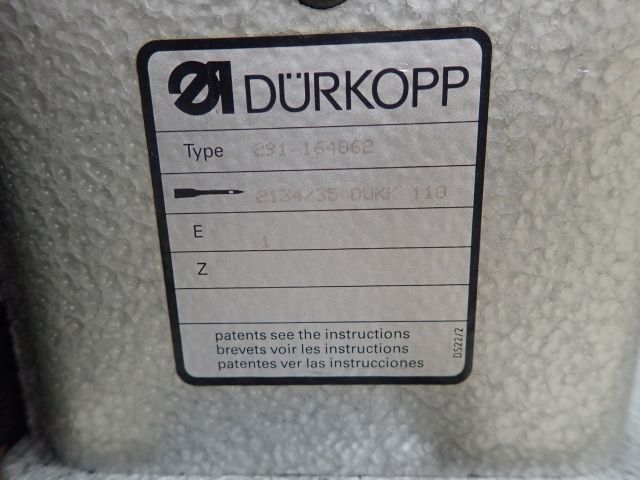 DÜRKOPP
Type 291-164062
2134/35 DUKK 110
E 1
Z
patents see the instructions
brevets voir les instructions
patentes ver las instrucciones
DS22/2